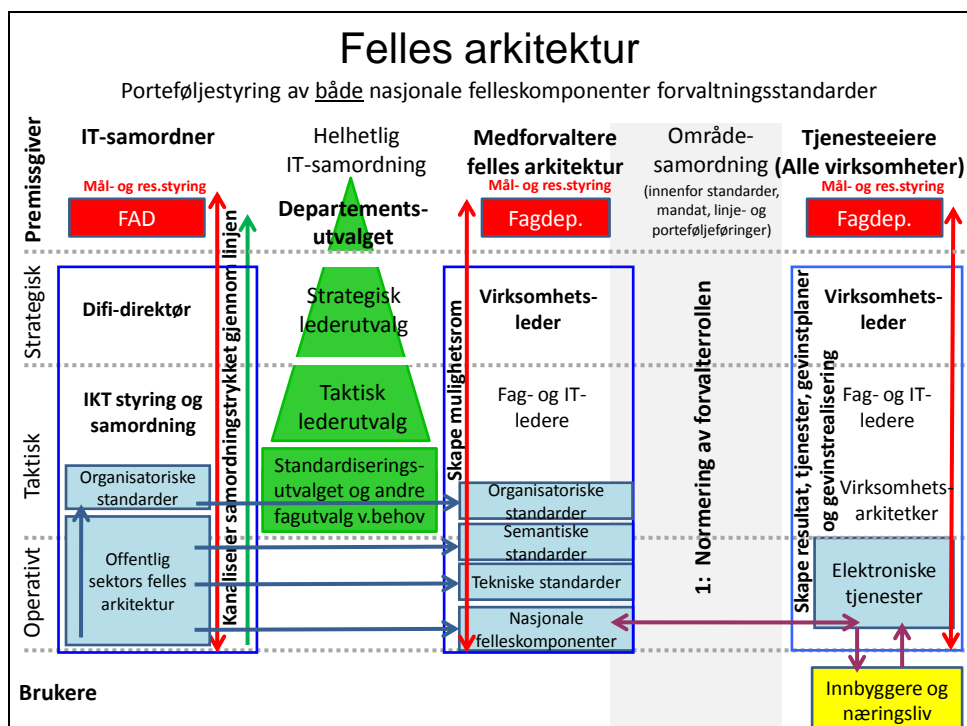 Felles arkitektur
Porteføljestyring av både nasjonale felleskomponenter forvaltningsstandarder
Premissgiver
Strategisk
Taktisk
Operativt
Brukere
IT-samordner
Mål- og res.styring
FAD
Difi-direktør
IKT styring og
samordning
Organisatoriske
standarder
Offentlig
sektors felles
arkitektur
Kanaliserer samordningstrykket gjennom linjen
Helhetlig
IT-samordning
Departements-
utvalget
Strategisk
lederutvalg
Taktisk
lederutvalg
Standardiserings-
utvalget og andre
fagutvalg v.behov
Medforvaltere
felles arkitektur
Mål- og res.styring
Fagdep.
Skape mulighetsrom
Virksomhets-
leder
Fag- og IT-
ledere
Organisatoriske
standarder
Semantiske
standarder
Tekniske standarder
Nasjonale
felleskomponenter
Område-
samordning
(innenfor standarder,
mandat, linje- og
porteføljeføringer)
1: Normering av forvalterrollen
Tjenesteeiere
(Alle virksomheter)
Mål- og res.styring
Fagdep.
Skape resultat, tjenester, gevinstplaner
og gevinstrealisering
Virksomhets-
leder
Fag- og IT-
ledere
Virksomhets-
arkitetker
Elektroniske
tjenester
Innbyggere og
næringsliv